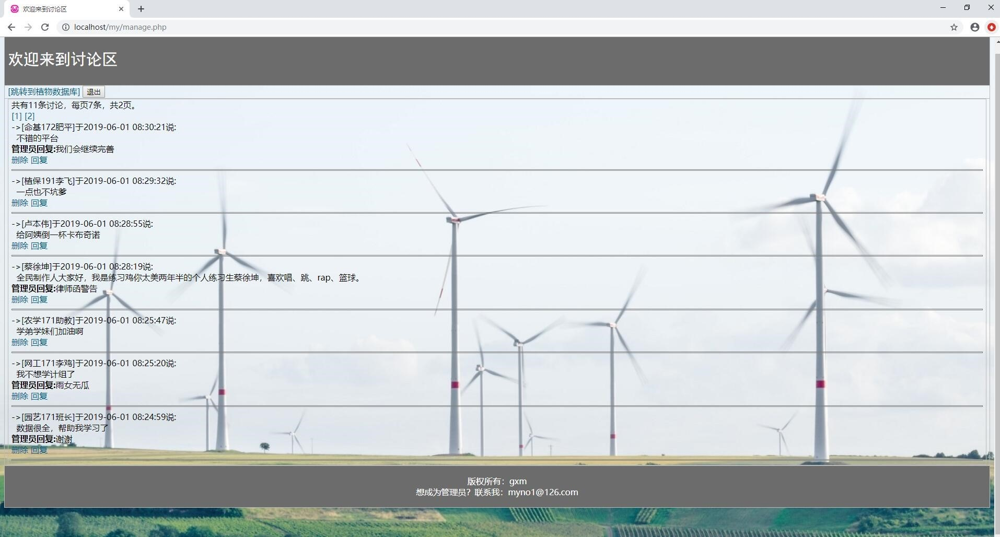 欢迎来到讨论区
localhost/my/manage.php
欢迎来到讨论区
[跳转到植物数据库] 退出
共有11条讨论，每页7条，共2页。
[1] [2]
->[命基172肥平]于2019-06-01 08:30:21说:
不错的平台
管理员回复:我们会继续完善
删除 回复
->[植保191李飞]于2019-06-01 08:29:32说:
一点也不坑爹
删除 回复
->[卢本伟]于2019-06-01 08:28:55说:
给阿姨倒一杯卡布奇诺
删除 回复
->[蔡徐坤]于2019-06-01 08:28:19说:
全民制作人大家好，我是练习鸡你太美两年半的个人练习生蔡徐坤，喜欢唱、跳、rap、篮球。
管理员回复:律师函警告
删除 回复
->[农学171助教]于2019-06-01 08:25:47说:
学弟学妹们加油啊
删除 回复
->[网工171李鸡]于2019-06-01 08:25:20说:
我不想学计组了
管理员回复:雨女无瓜
删除 回复
->[园艺171班长]于2019-06-01 08:24:59说:
数据很全，帮助我学习了
管理员回复:谢谢
删除 回复
版权所有：gxm
想成为管理员？联系我：myno1@126.com